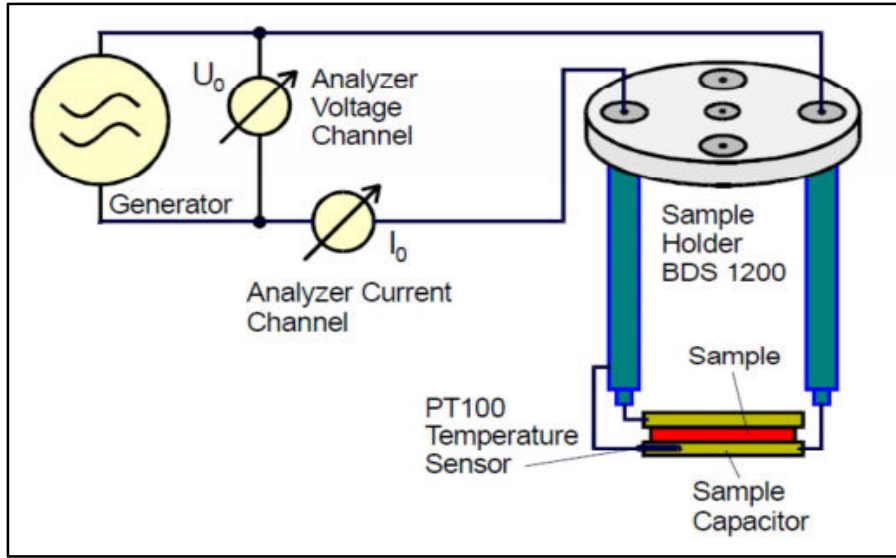 U₀
Analyzer
Voltage
Channel
Generator
I₀
Analyzer Current
Channel
Sample
Holder
BDS 1200
Sample
PT100
Temperature
Sensor
Sample
Capacitor